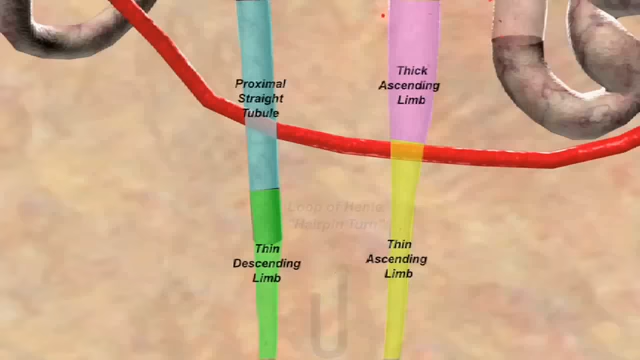 Proximal
Straight
Tubule
Thick
Ascending
Limb
Loop of Henle
"Hairpin Turn"
Thin
Descending
Limb
Thin
Ascending
Limb